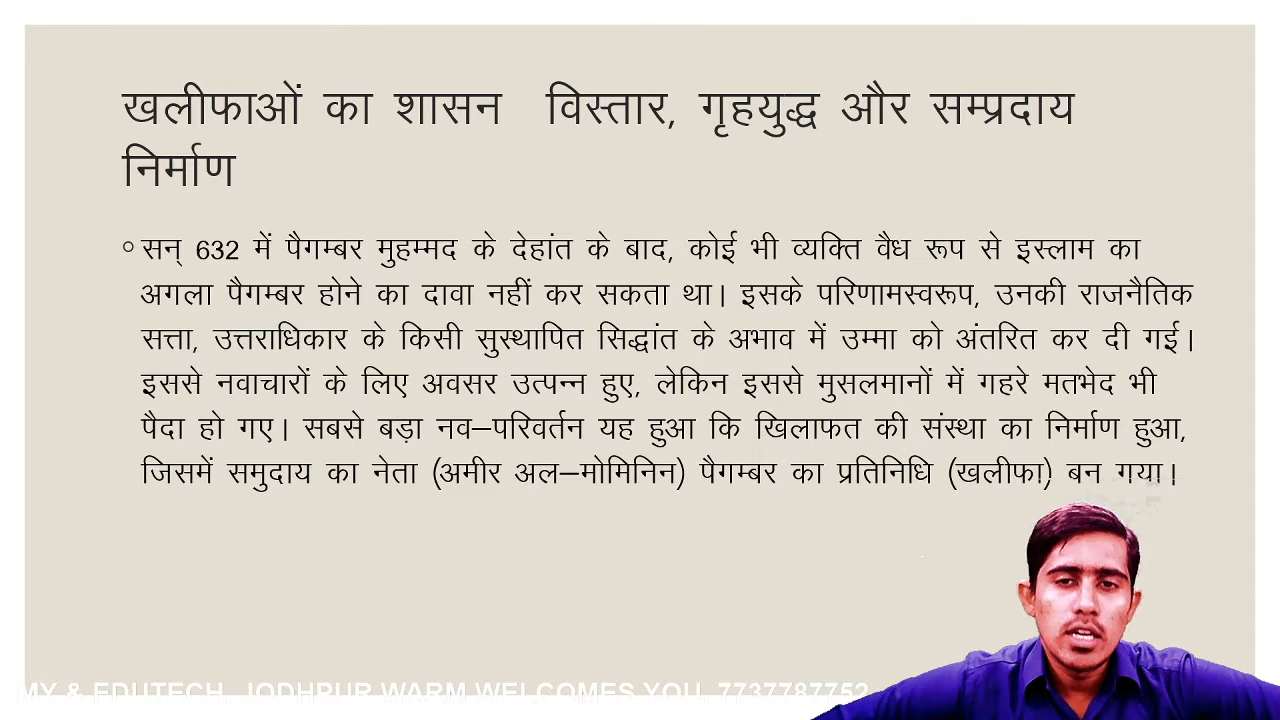 खलीफाओं का शासन विस्तार, गृहयुद्ध और सम्प्रदाय
निर्माण
सन् 632 में पैगम्बर मुहम्मद के देहांत के बाद, कोई भी व्यक्ति वैध रूप से इस्लाम का
अगला पैगम्बर होने का दावा नहीं कर सकता था। इसके परिणामस्वरूप, उनकी राजनैतिक
सत्ता, उत्तराधिकार के किसी सुस्थापित सिद्धांत के अभाव में उम्मा को अंतरित कर दी गई।
इससे नवाचारों के लिए अवसर उत्पन्न हुए, लेकिन इससे मुसलमानों में गहरे मतभेद भी
पैदा हो गए। सबसे बड़ा नव–परिवर्तन यह हुआ कि खिलाफत की संस्था का निर्माण हुआ,
जिसमें समुदाय का नेता (अमीर अल–मोमिनिन) पैगम्बर का प्रतिनिधि (खलीफा) बन गया।
MY & EDUTECH, JODHPUR WARM WELCOMES YOU, 7737787752